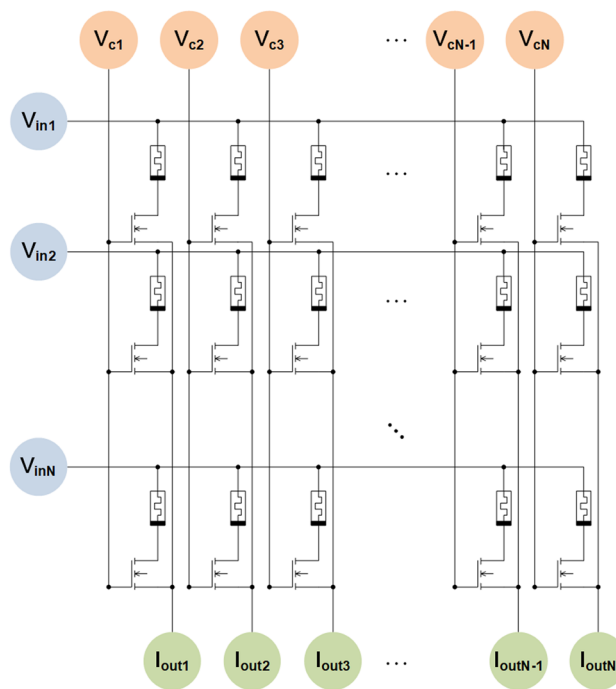 Vc1 Vc2 Vc3 ... VcN-1 VcN
Vin1
...
Vin2
...
VinN
Iout1 Iout2 Iout3 ... IoutN-1 IoutN